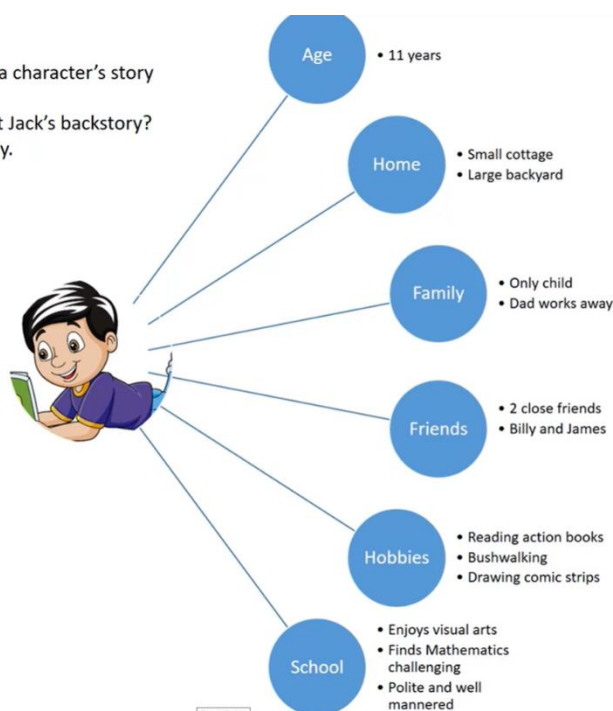 a character's story
Jack's backstory?
y.
Age
• 11 years
Home
• Small cottage
• Large backyard
Family
• Only child
• Dad works away
Friends
• 2 close friends
• Billy and James
Hobbies
• Reading action books
• Bushwalking
• Drawing comic strips
School
• Enjoys visual arts
• Finds Mathematics
challenging
• Polite and well
mannered